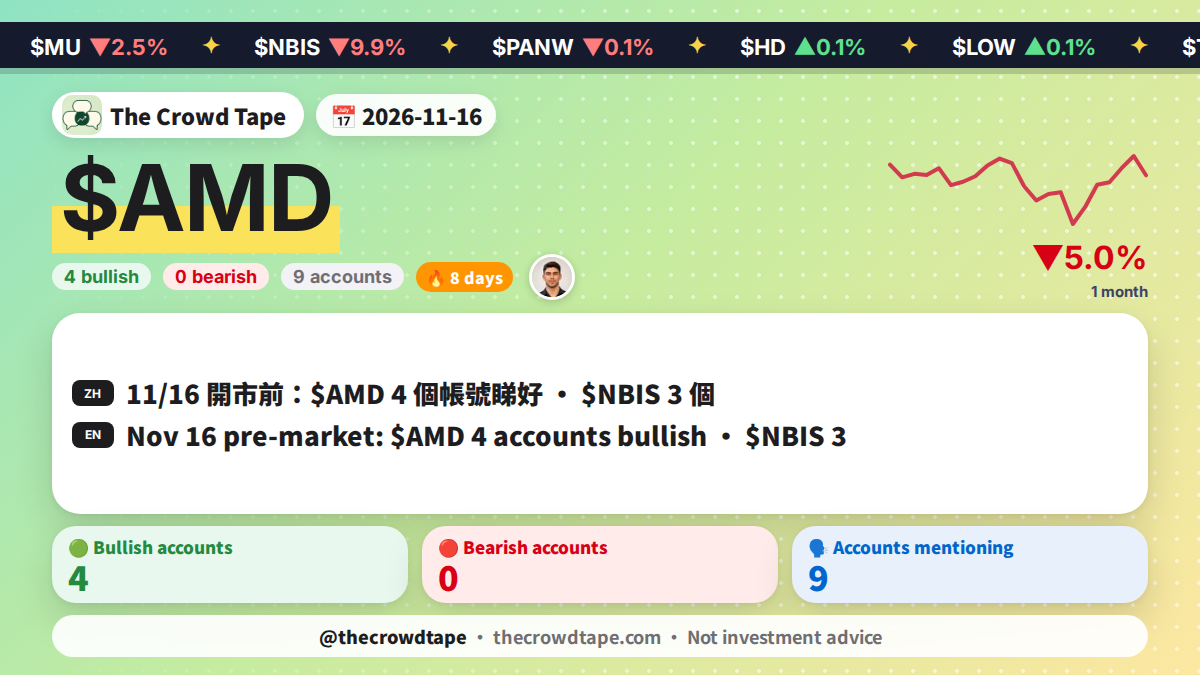 $MU ▼2.5% ✦ $NBIS ▼9.9% ✦ $PANW ▼0.1% ✦ $HD ▲0.1% ✦ $LOW ▲0.1% ✦
The Crowd Tape
2026-11-16
$AMD
4 bullish 0 bearish 9 accounts 🔥 8 days
▼5.0%
1 month
ZH 11/16 開市前：$AMD 4 個帳號睇好 • $NBIS 3 個
EN Nov 16 pre-market: $AMD 4 accounts bullish • $NBIS 3
Bullish accounts
4
Bearish accounts
0
Accounts mentioning
9
@thecrowdtape • thecrowdtape.com • Not investment advice